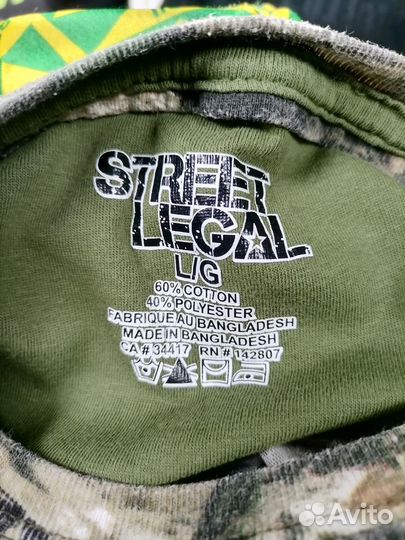 STREET
LEGAL
L/G
60% COTTON
40% POLYESTER
FABRIQUE AU BANGLADESH
MADE IN BANGLADESH
CA # 34417 RN # 142807
Avito